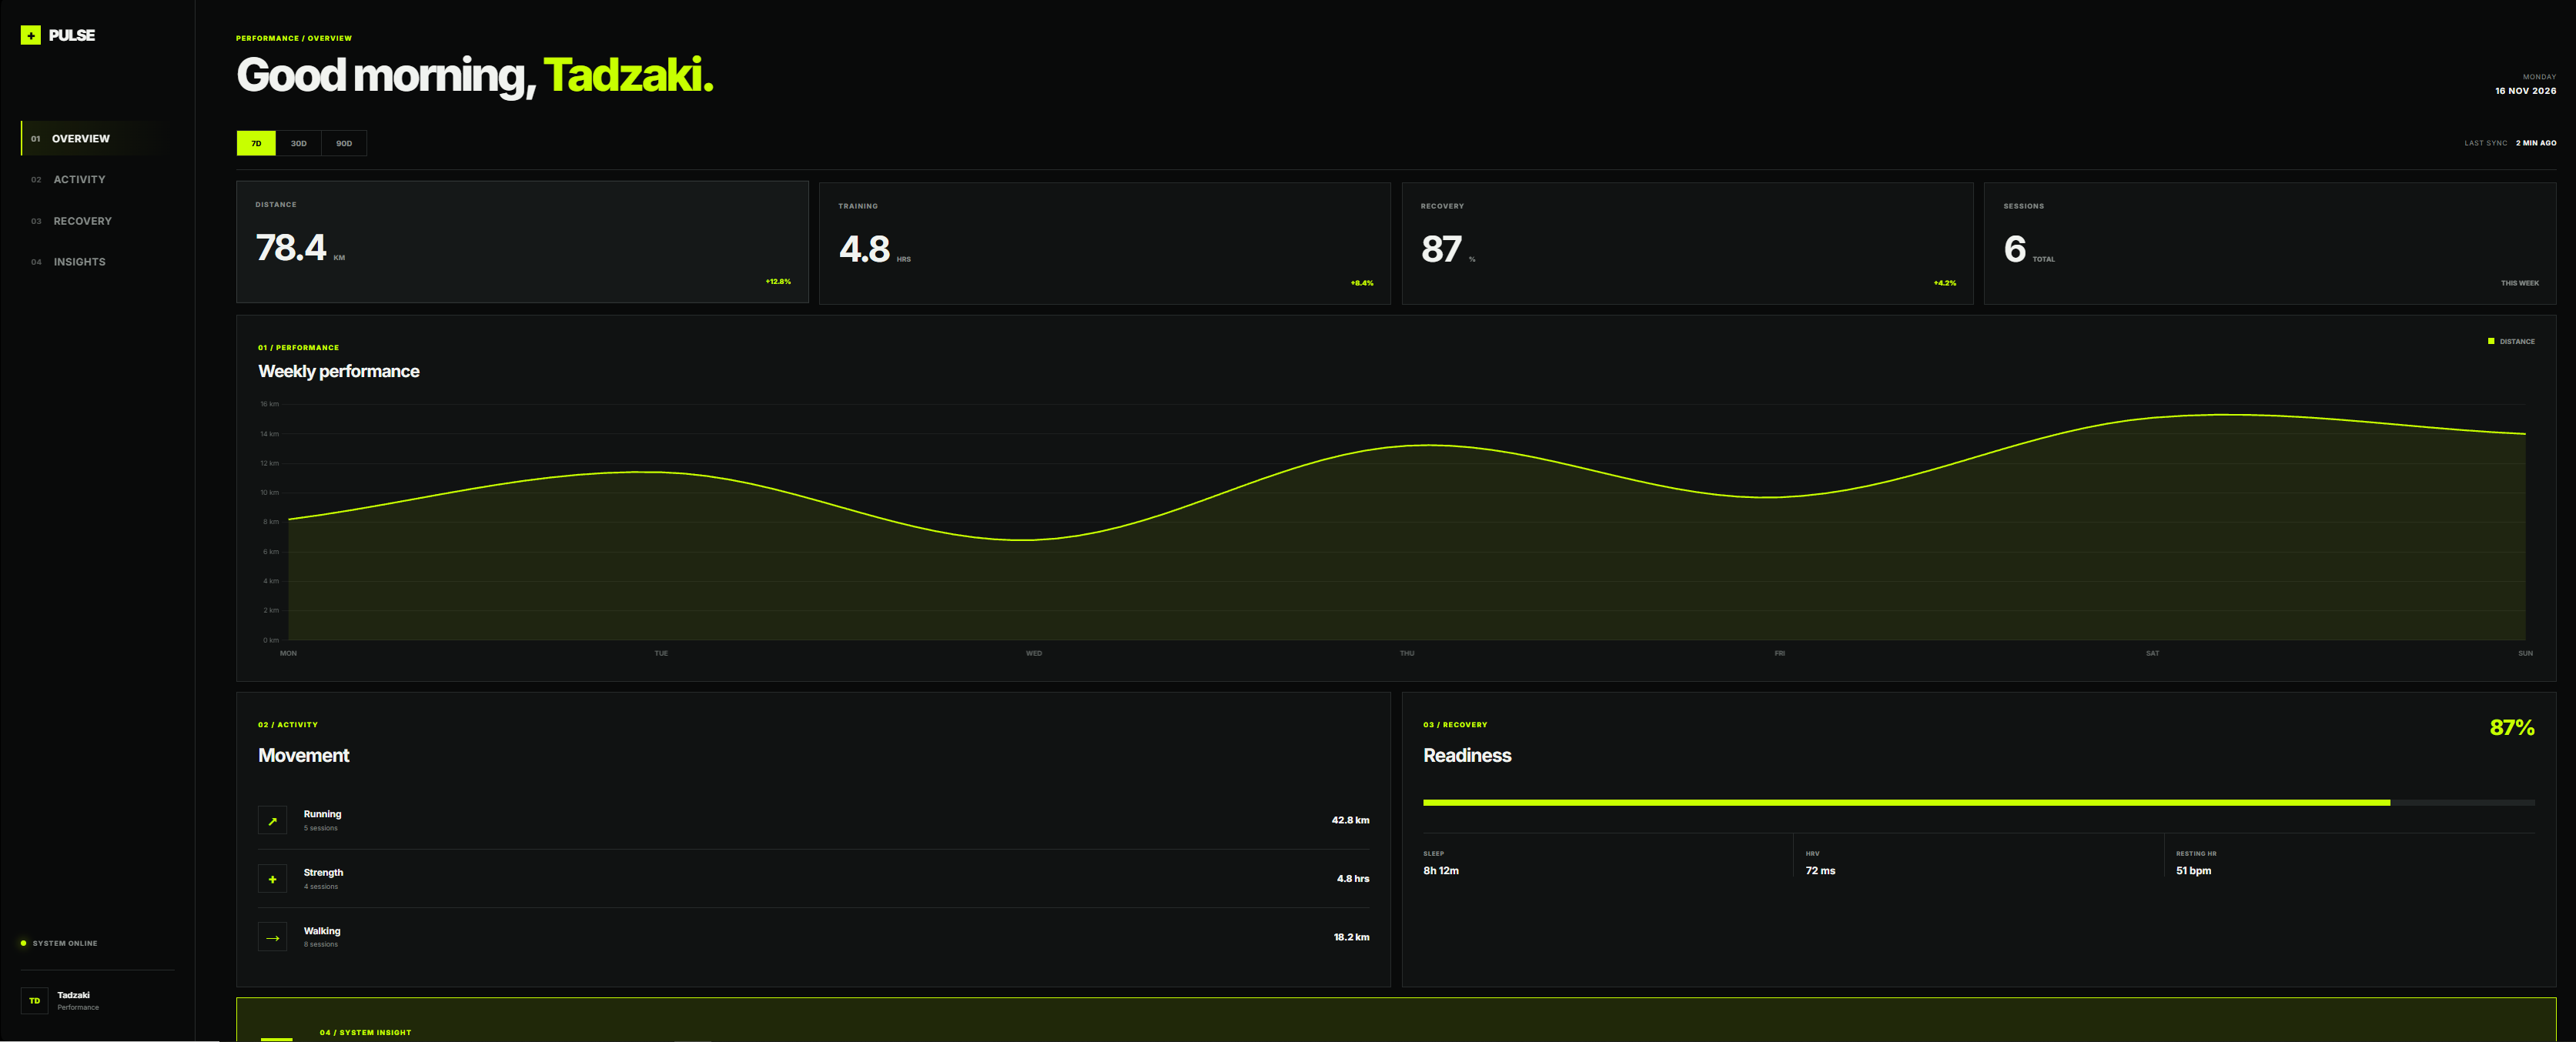 + PULSE
01 OVERVIEW
02 ACTIVITY
03 RECOVERY
04 INSIGHTS
SYSTEM ONLINE
TD
Tadzaki
Performance
PERFORMANCE / OVERVIEW
Good morning, Tadzaki.
MONDAY
16 NOV 2026
7D 30D 90D
LAST SYNC 2 MIN AGO
DISTANCE
78.4 KM
+12.8%
TRAINING
4.8 HRS
+8.4%
RECOVERY
87 %
+4.2%
SESSIONS
6 TOTAL
THIS WEEK
01 / PERFORMANCE
Weekly performance
DISTANCE
16 km
14 km
12 km
10 km
8 km
6 km
4 km
2 km
0 km
MON TUE WED THU FRI SAT SUN
02 / ACTIVITY
Movement
Running
5 sessions
42.8 km
Strength
4 sessions
4.8 hrs
Walking
8 sessions
18.2 km
03 / RECOVERY
Readiness
87%
SLEEP
8h 12m
HRV
72 ms
RESTING HR
51 bpm
04 / SYSTEM INSIGHT